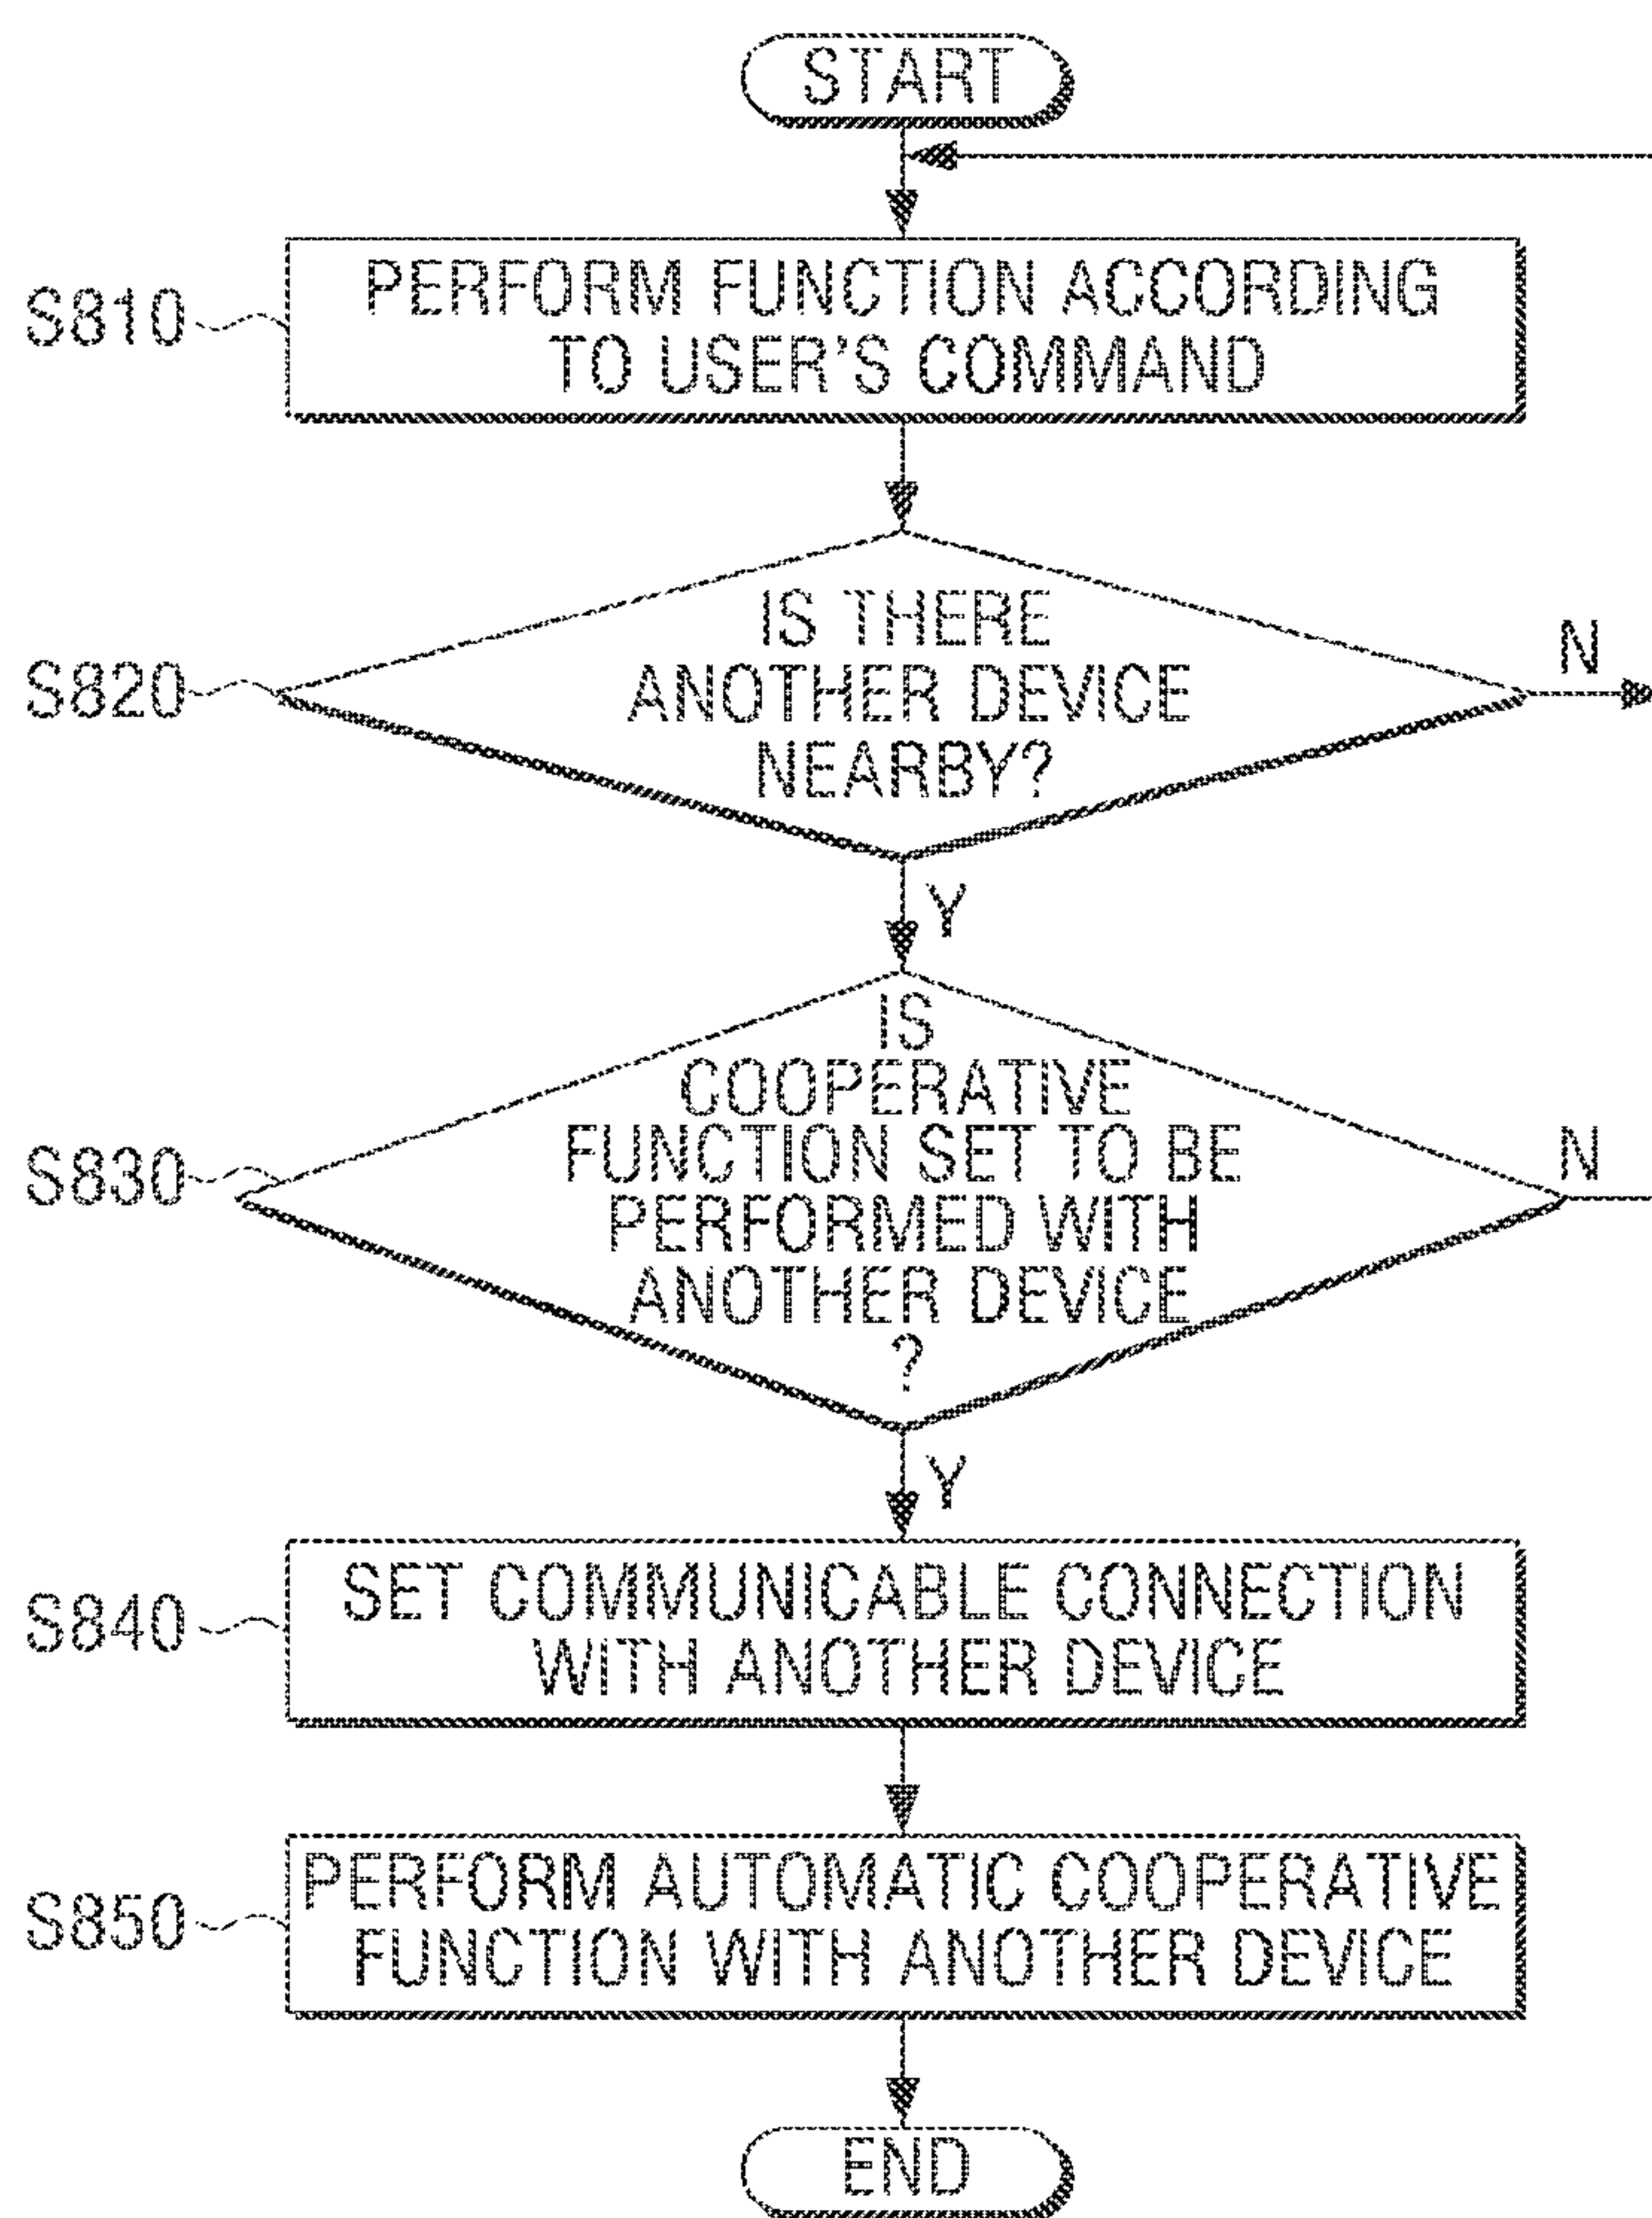 START
S810
PERFORM FUNCTION ACCORDING
TO USER'S COMMAND
S820
IS THERE
ANOTHER DEVICE
NEARBY?
N
Y
S830
IS
COOPERATIVE
FUNCTION SET TO BE
PERFORMED WITH
ANOTHER DEVICE
?
N
Y
S840
SET COMMUNICABLE CONNECTION
WITH ANOTHER DEVICE
S850
PERFORM AUTOMATIC COOPERATIVE
FUNCTION WITH ANOTHER DEVICE
END